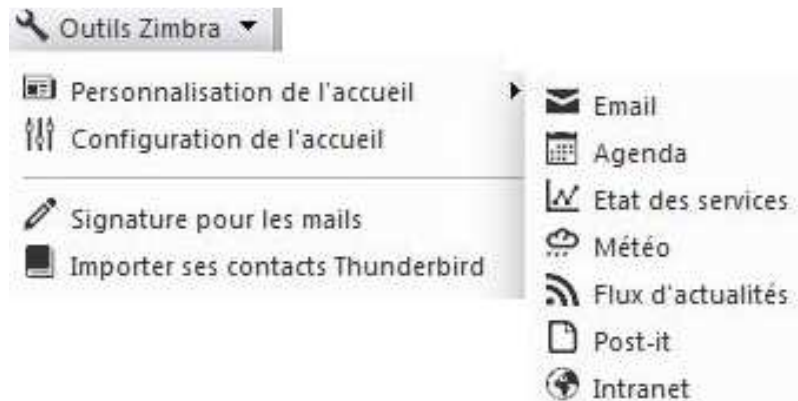 Outils Zimbra
Personnalisation de l'accueil
Configuration de l'accueil
Signature pour les mails
Importer ses contacts Thunderbird
Email
Agenda
Etat des services
Météo
Flux d'actualités
Post-it
Intranet